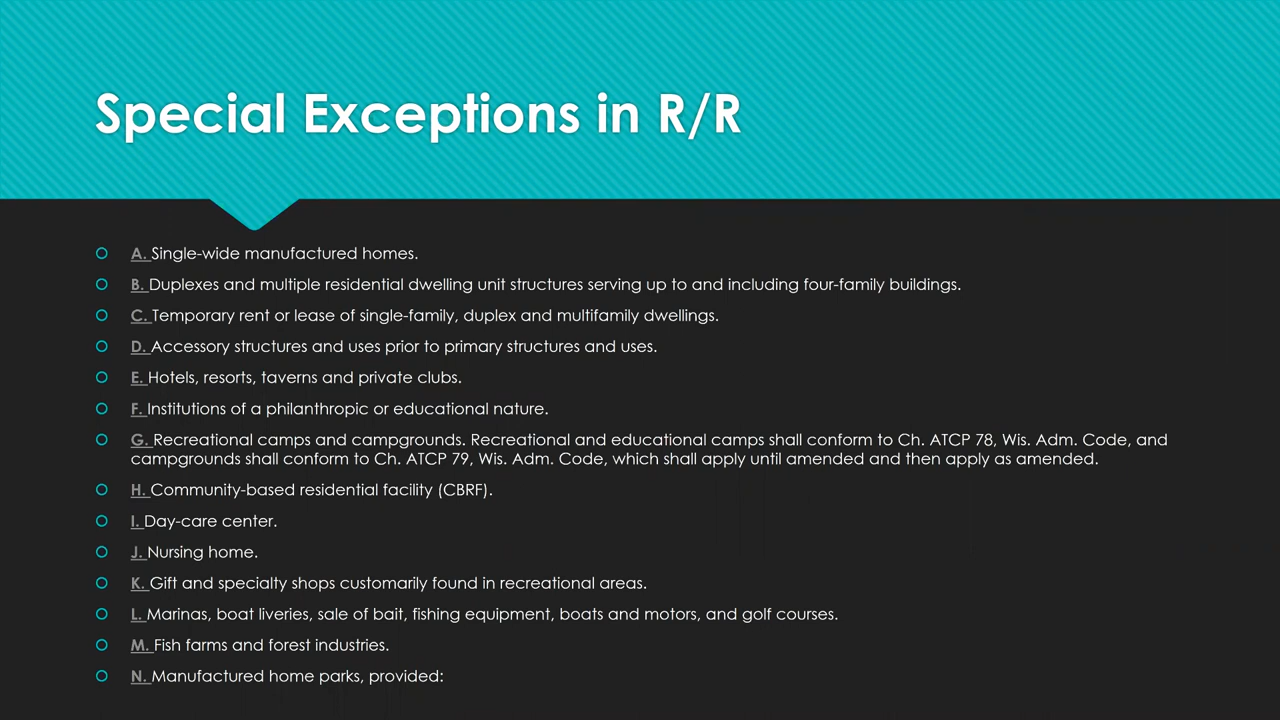 Special Exceptions in R/R
A. Single-wide manufactured homes.
B. Duplexes and multiple residential dwelling unit structures serving up to and including four-family buildings.
C. Temporary rent or lease of single-family, duplex and multifamily dwellings.
D. Accessory structures and uses prior to primary structures and uses.
E. Hotels, resorts, taverns and private clubs.
F. Institutions of a philanthropic or educational nature.
G. Recreational camps and campgrounds. Recreational and educational camps shall conform to Ch. ATCP 78, Wis. Adm. Code, and
campgrounds shall conform to Ch. ATCP 79, Wis. Adm. Code, which shall apply until amended and then apply as amended.
H. Community-based residential facility (CBRF).
I. Day-care center.
J. Nursing home.
K. Gift and specialty shops customarily found in recreational areas.
L. Marinas, boat liveries, sale of bait, fishing equipment, boats and motors, and golf courses.
M. Fish farms and forest industries.
N. Manufactured home parks, provided: